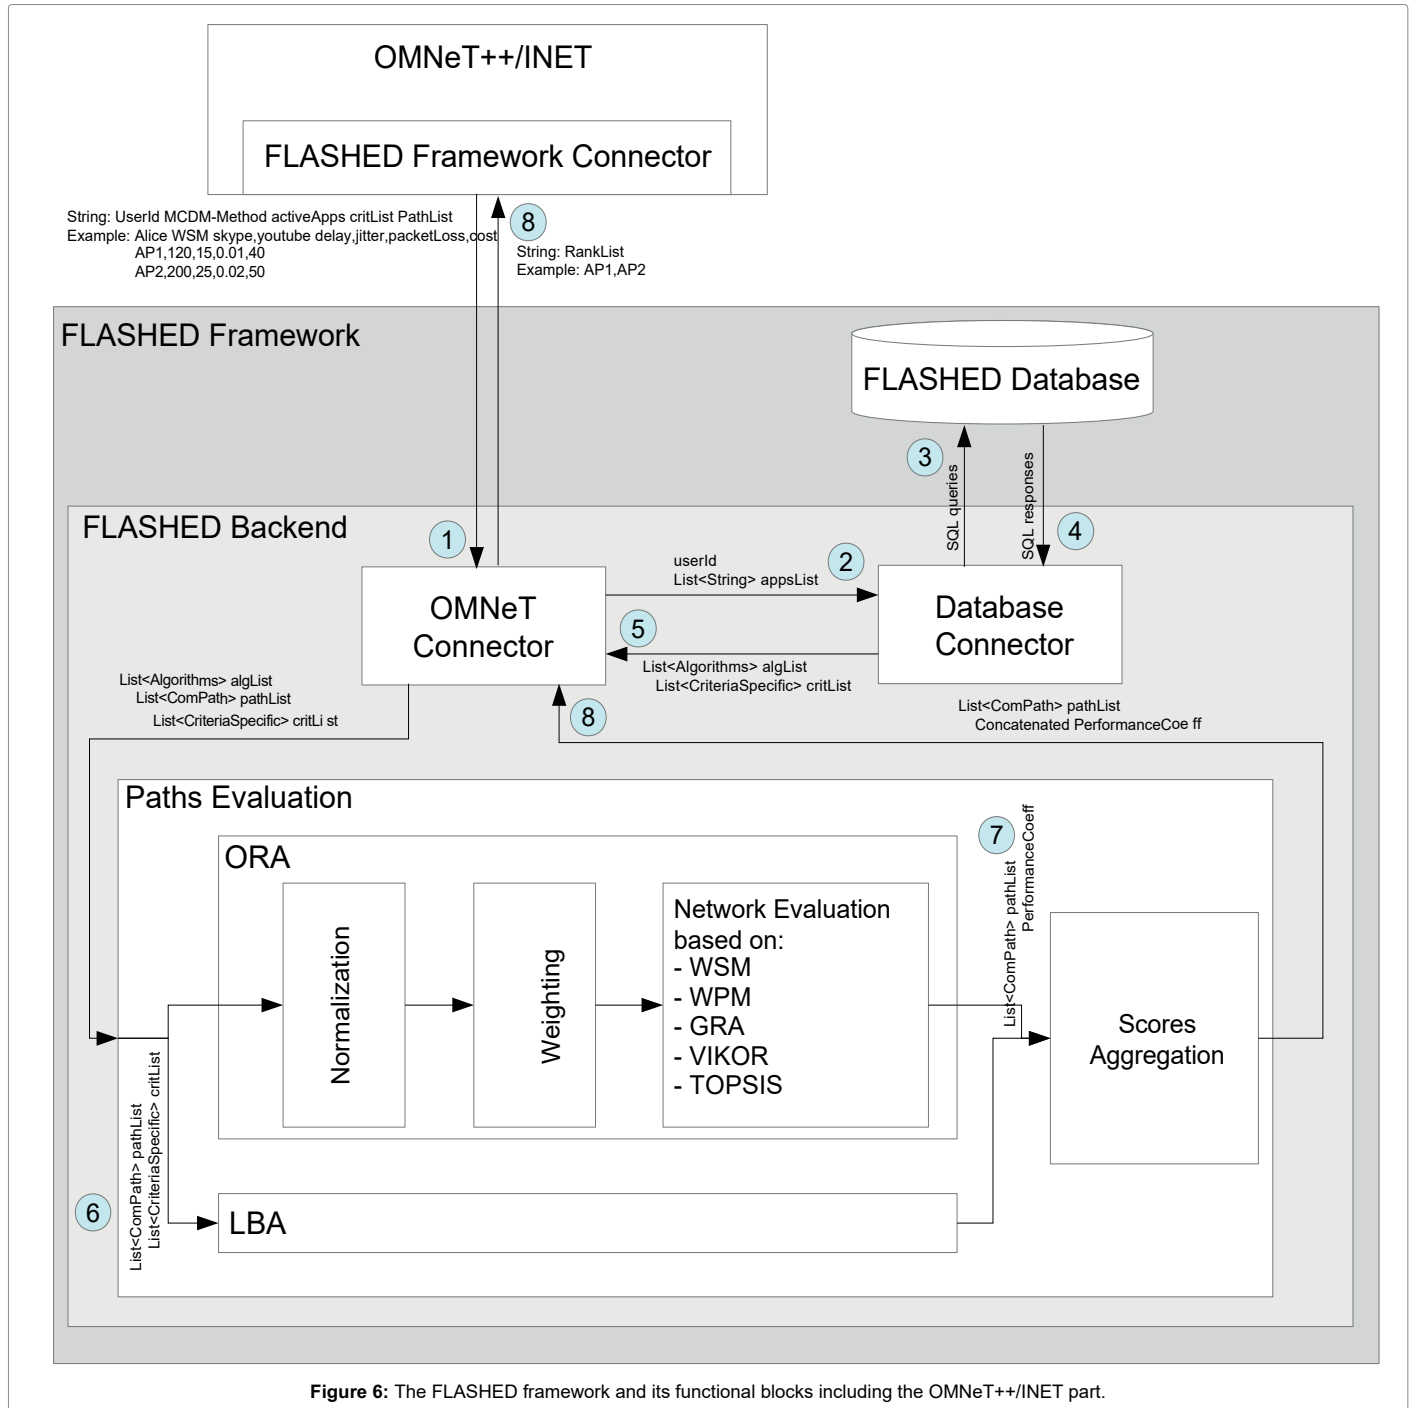 OMNeT++/INET
FLASHED Framework Connector
String: UserId MCDM-Method activeApps critList PathList
Example: Alice WSM skype,youtube delay,jitter,packetLoss,cost
AP1,120,15,0.01,40
AP2,200,25,0.02,50
8
String: RankList
Example: AP1,AP2
FLASHED Framework
FLASHED Database
3
SQL queries
SQL responses
4
FLASHED Backend
1
OMNeT
Connector
userId
List<String> appsList
2
Database
Connector
5
List<Algorithms> algList
List<CriteriaSpecific> critList
List<Algorithms> algList
List<ComPath> pathList
List<CriteriaSpecific> critLi st
8
List<ComPath> pathList
Concatenated PerformanceCoe ff
Paths Evaluation
ORA
Normalization
Weighting
Network Evaluation
based on:
- WSM
- WPM
- GRA
- VIKOR
- TOPSIS
7
List<ComPath> pathList
PerformanceCoeff
Scores
Aggregation
6
List<ComPath> pathList
List<CriteriaSpecific> critList
LBA
Figure 6: The FLASHED framework and its functional blocks including the OMNeT++/INET part.